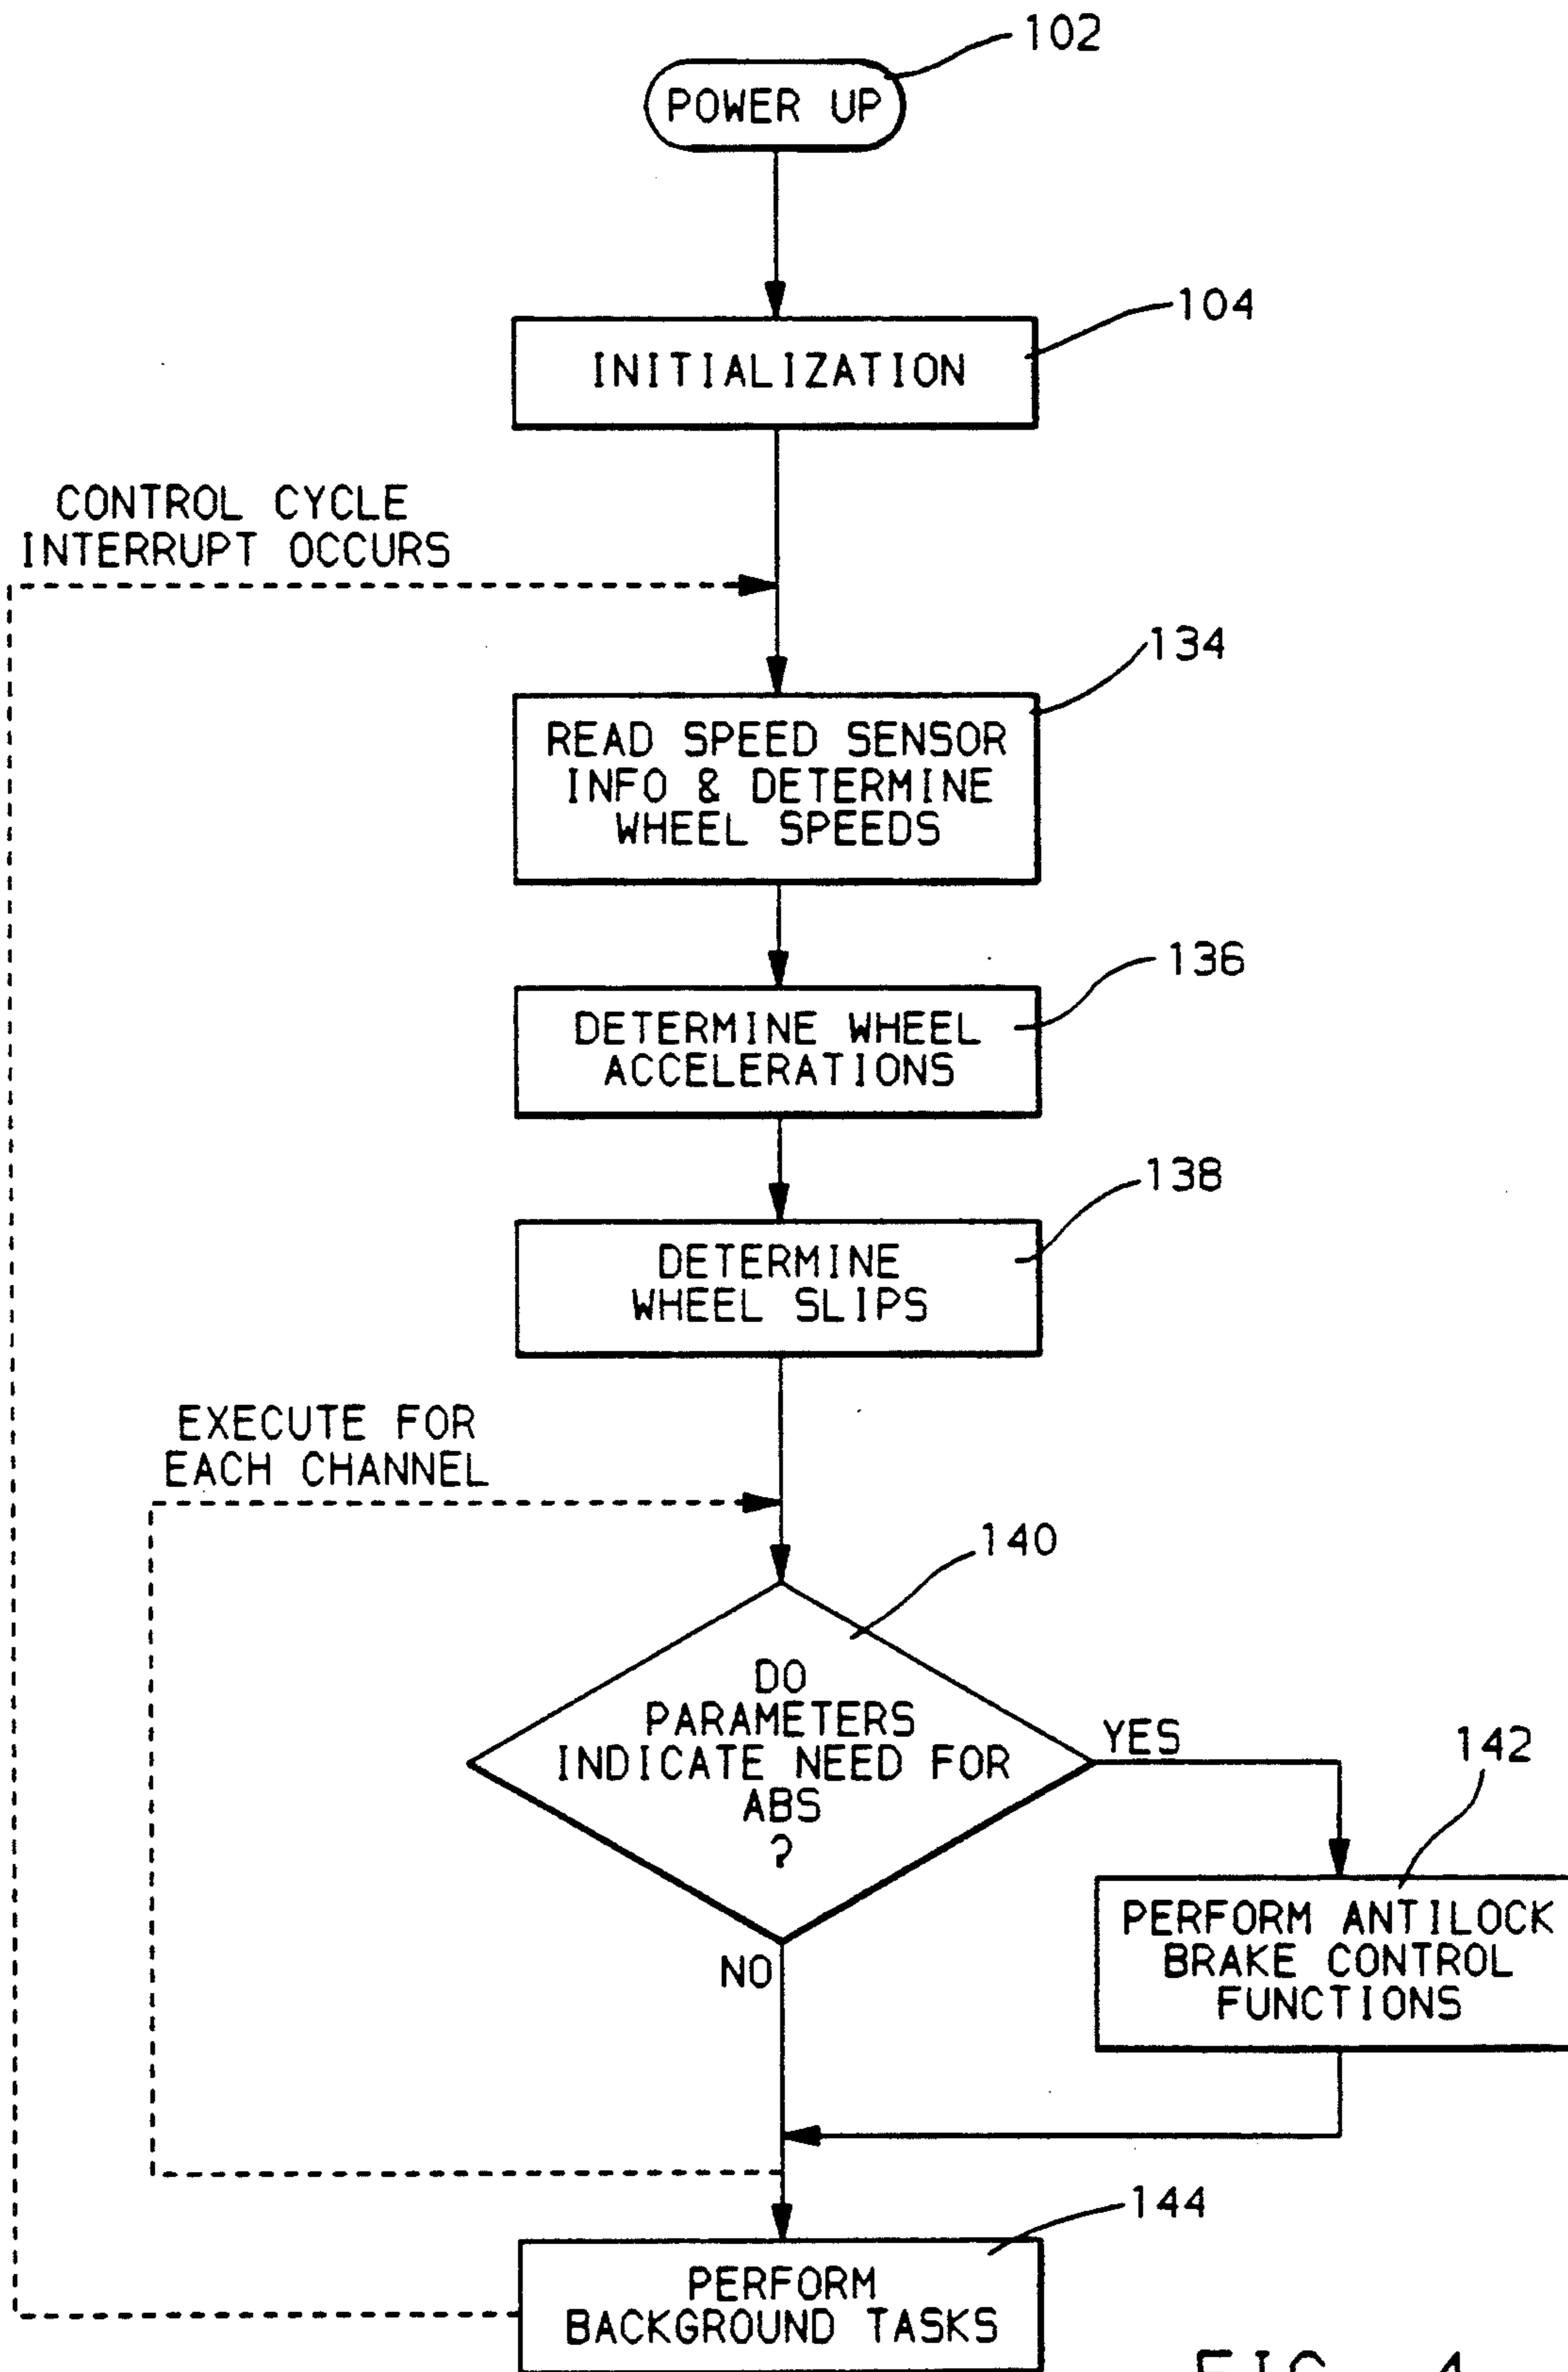 102
POWER UP
104
INITIALIZATION
CONTROL CYCLE
INTERRUPT OCCURS
134
READ SPEED SENSOR
INFO & DETERMINE
WHEEL SPEEDS
136
DETERMINE WHEEL
ACCELERATIONS
138
DETERMINE
WHEEL SLIPS
EXECUTE FOR
EACH CHANNEL
140
DO
PARAMETERS
INDICATE NEED FOR
ABS
?
YES
142
PERFORM ANTILOCK
BRAKE CONTROL
FUNCTIONS
NO
144
PERFORM
BACKGROUND TASKS
FIG. 4